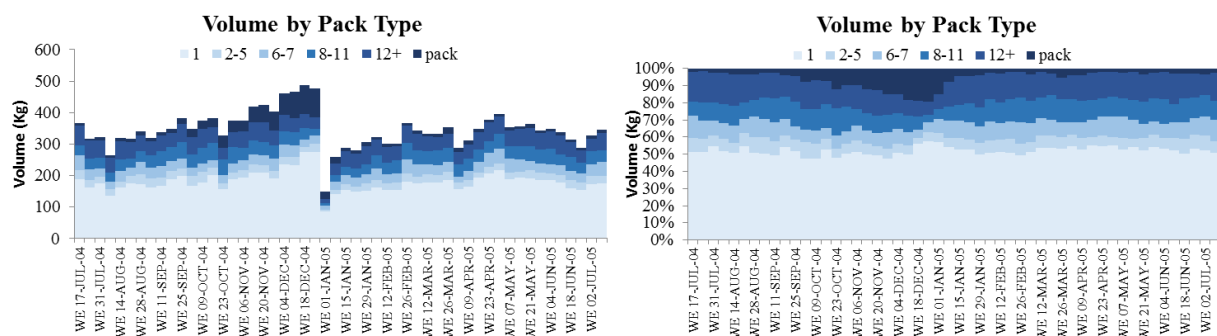 Volume by Pack Type
1 2-5 6-7 8-11 12+ pack
Volume (Kg)
600
500
400
300
200
100
0
WE 17-JUL-04
WE 31-JUL-04
WE 14-AUG-04
WE 28-AUG-04
WE 11-SEP-04
WE 25-SEP-04
WE 09-OCT-04
WE 23-OCT-04
WE 06-NOV-04
WE 20-NOV-04
WE 04-DEC-04
WE 18-DEC-04
WE 01-JAN-05
WE 15-JAN-05
WE 29-JAN-05
WE 12-FEB-05
WE 26-FEB-05
WE 12-MAR-05
WE 26-MAR-05
WE 09-APR-05
WE 23-APR-05
WE 07-MAY-05
WE 21-MAY-05
WE 04-JUN-05
WE 18-JUN-05
WE 02-JUL-05
Volume by Pack Type
1 2-5 6-7 8-11 12+ pack
Volume (Kg)
100%
90%
80%
70%
60%
50%
40%
30%
20%
10%
0%
WE 17-JUL-04
WE 31-JUL-04
WE 14-AUG-04
WE 28-AUG-04
WE 11-SEP-04
WE 25-SEP-04
WE 09-OCT-04
WE 23-OCT-04
WE 06-NOV-04
WE 20-NOV-04
WE 04-DEC-04
WE 18-DEC-04
WE 01-JAN-05
WE 15-JAN-05
WE 29-JAN-05
WE 12-FEB-05
WE 26-FEB-05
WE 12-MAR-05
WE 26-MAR-05
WE 09-APR-05
WE 23-APR-05
WE 07-MAY-05
WE 21-MAY-05
WE 04-JUN-05
WE 18-JUN-05
WE 02-JUL-05